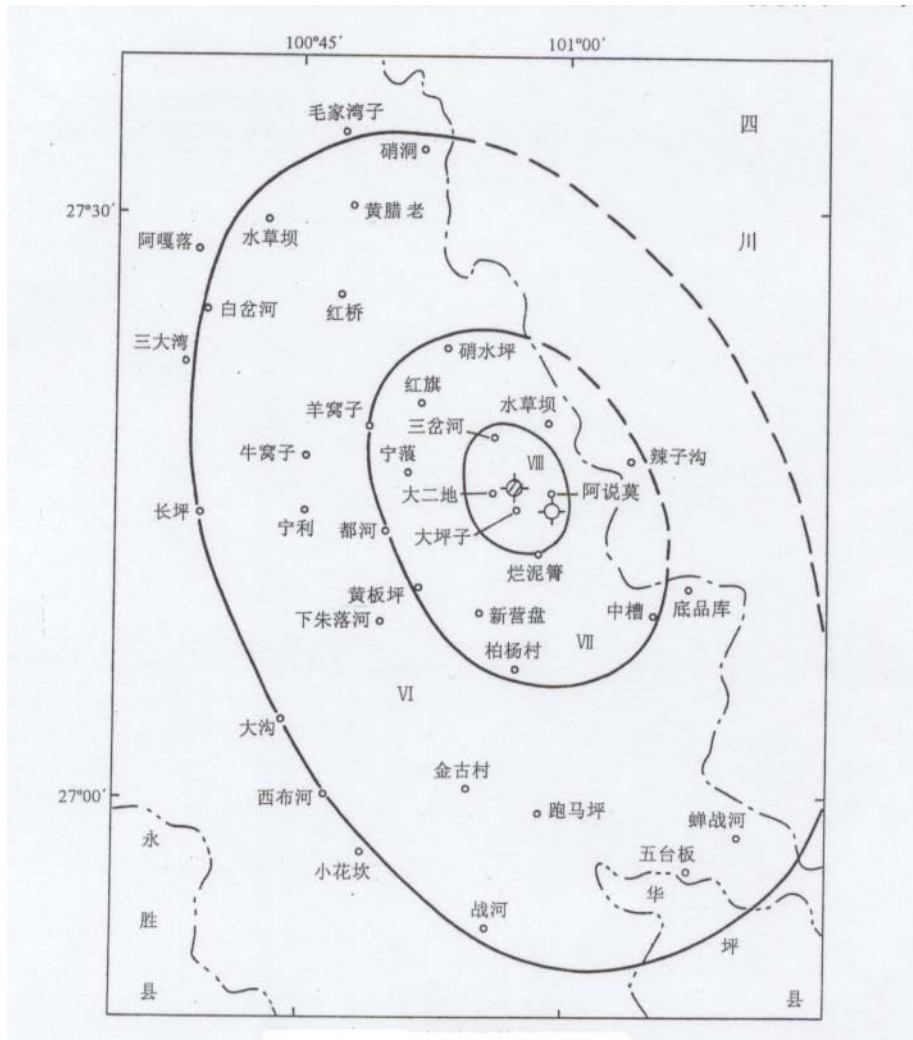 100°45′
101°00′
毛家湾子
四
硝洞
黄腊老
27°30′
水草坝
川
阿嘎落
白岔河
红桥
三大湾
硝水坪
红旗
羊窝子
水草坝
三岔河
牛窝子
宁蒗
Ⅷ
辣子沟
大二地
阿说莫
长坪
宁利
都河
大坪子
烂泥箐
黄板坪
底品库
下朱落河
新营盘
中槽
Ⅶ
柏杨村
Ⅵ
大沟
金古村
27°00′
西布河
跑马坪
蝉战河
永
五台板
小花坎
华
战河
胜
坪
县
县